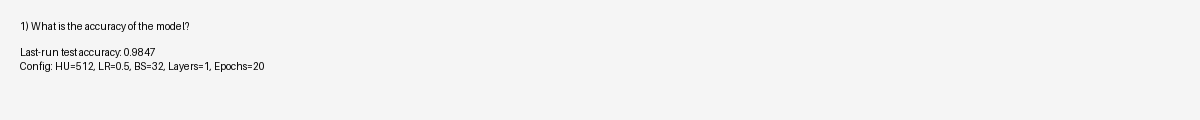 1) What is the accuracy of the model?
Last-run test accuracy: 0.9847
Config: HU=512, LR=0.5, BS=32, Layers=1, Epochs=20